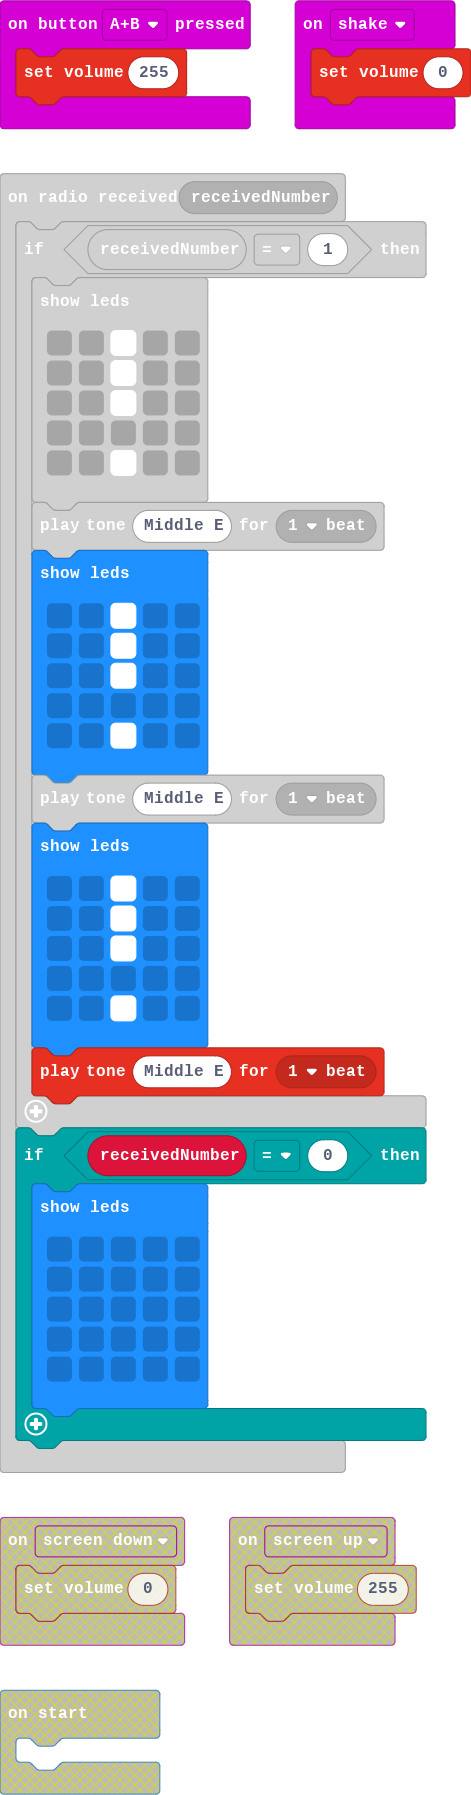 on button A+B pressed
set volume 255
on shake
set volume 0
on radio received receivedNumber
if receivedNumber = 1 then
show leds
play tone Middle E for 1 beat
show leds
play tone Middle E for 1 beat
show leds
play tone Middle E for 1 beat
if receivedNumber = 0 then
show leds
on screen down
set volume 0
on screen up
set volume 255
on start